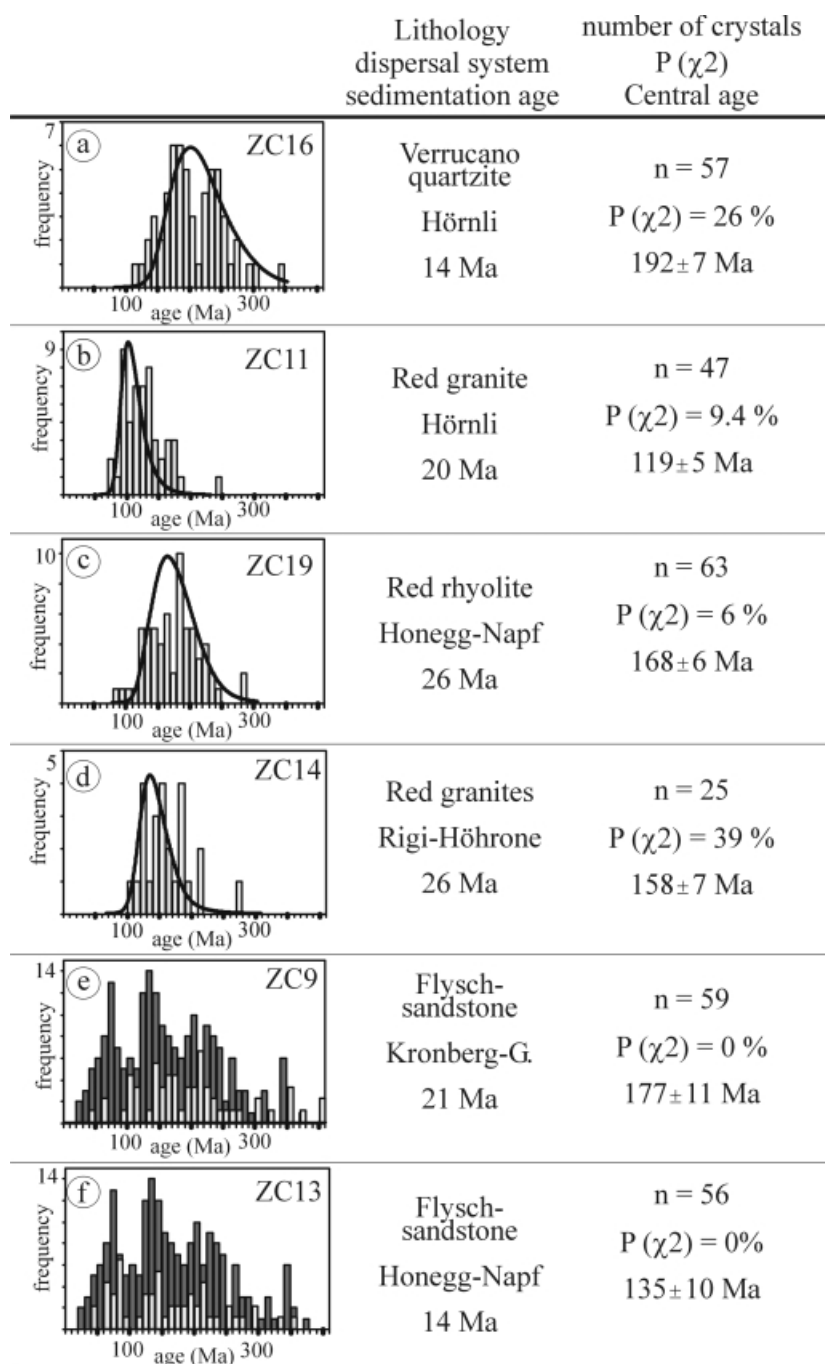 Lithology
dispersal system
sedimentation age
number of crystals
P (χ2)
Central age
7
a
ZC16
frequency
100
300
age (Ma)
Verrucano
quartzite
Hörnli
14 Ma
n = 57
P (χ2) = 26 %
192±7 Ma
9
b
ZC11
frequency
100
300
age (Ma)
Red granite
Hörnli
20 Ma
n = 47
P (χ2) = 9.4 %
119±5 Ma
10
c
ZC19
frequency
100
300
age (Ma)
Red rhyolite
Honegg-Napf
26 Ma
n = 63
P (χ2) = 6 %
168±6 Ma
5
d
ZC14
frequency
100
300
age (Ma)
Red granites
Rigi-Höhrone
26 Ma
n = 25
P (χ2) = 39 %
158±7 Ma
14
e
ZC9
frequency
100
300
age (Ma)
Flysch-
sandstone
Kronberg-G.
21 Ma
n = 59
P (χ2) = 0 %
177±11 Ma
14
f
ZC13
frequency
100
300
age (Ma)
Flysch-
sandstone
Honegg-Napf
14 Ma
n = 56
P (χ2) = 0%
135±10 Ma